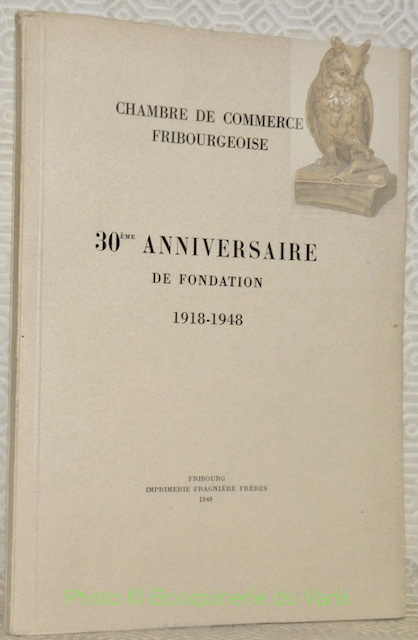 CHAMBRE DE COMMERCE
FRIBOURGEOISE
30ÈME ANNIVERSAIRE
DE FONDATION
1918-1948
FRIBOURG
IMPRIMERIE FRAGNIÈRE FRÈRES
1948
Photo © Bouquinerie du Varis